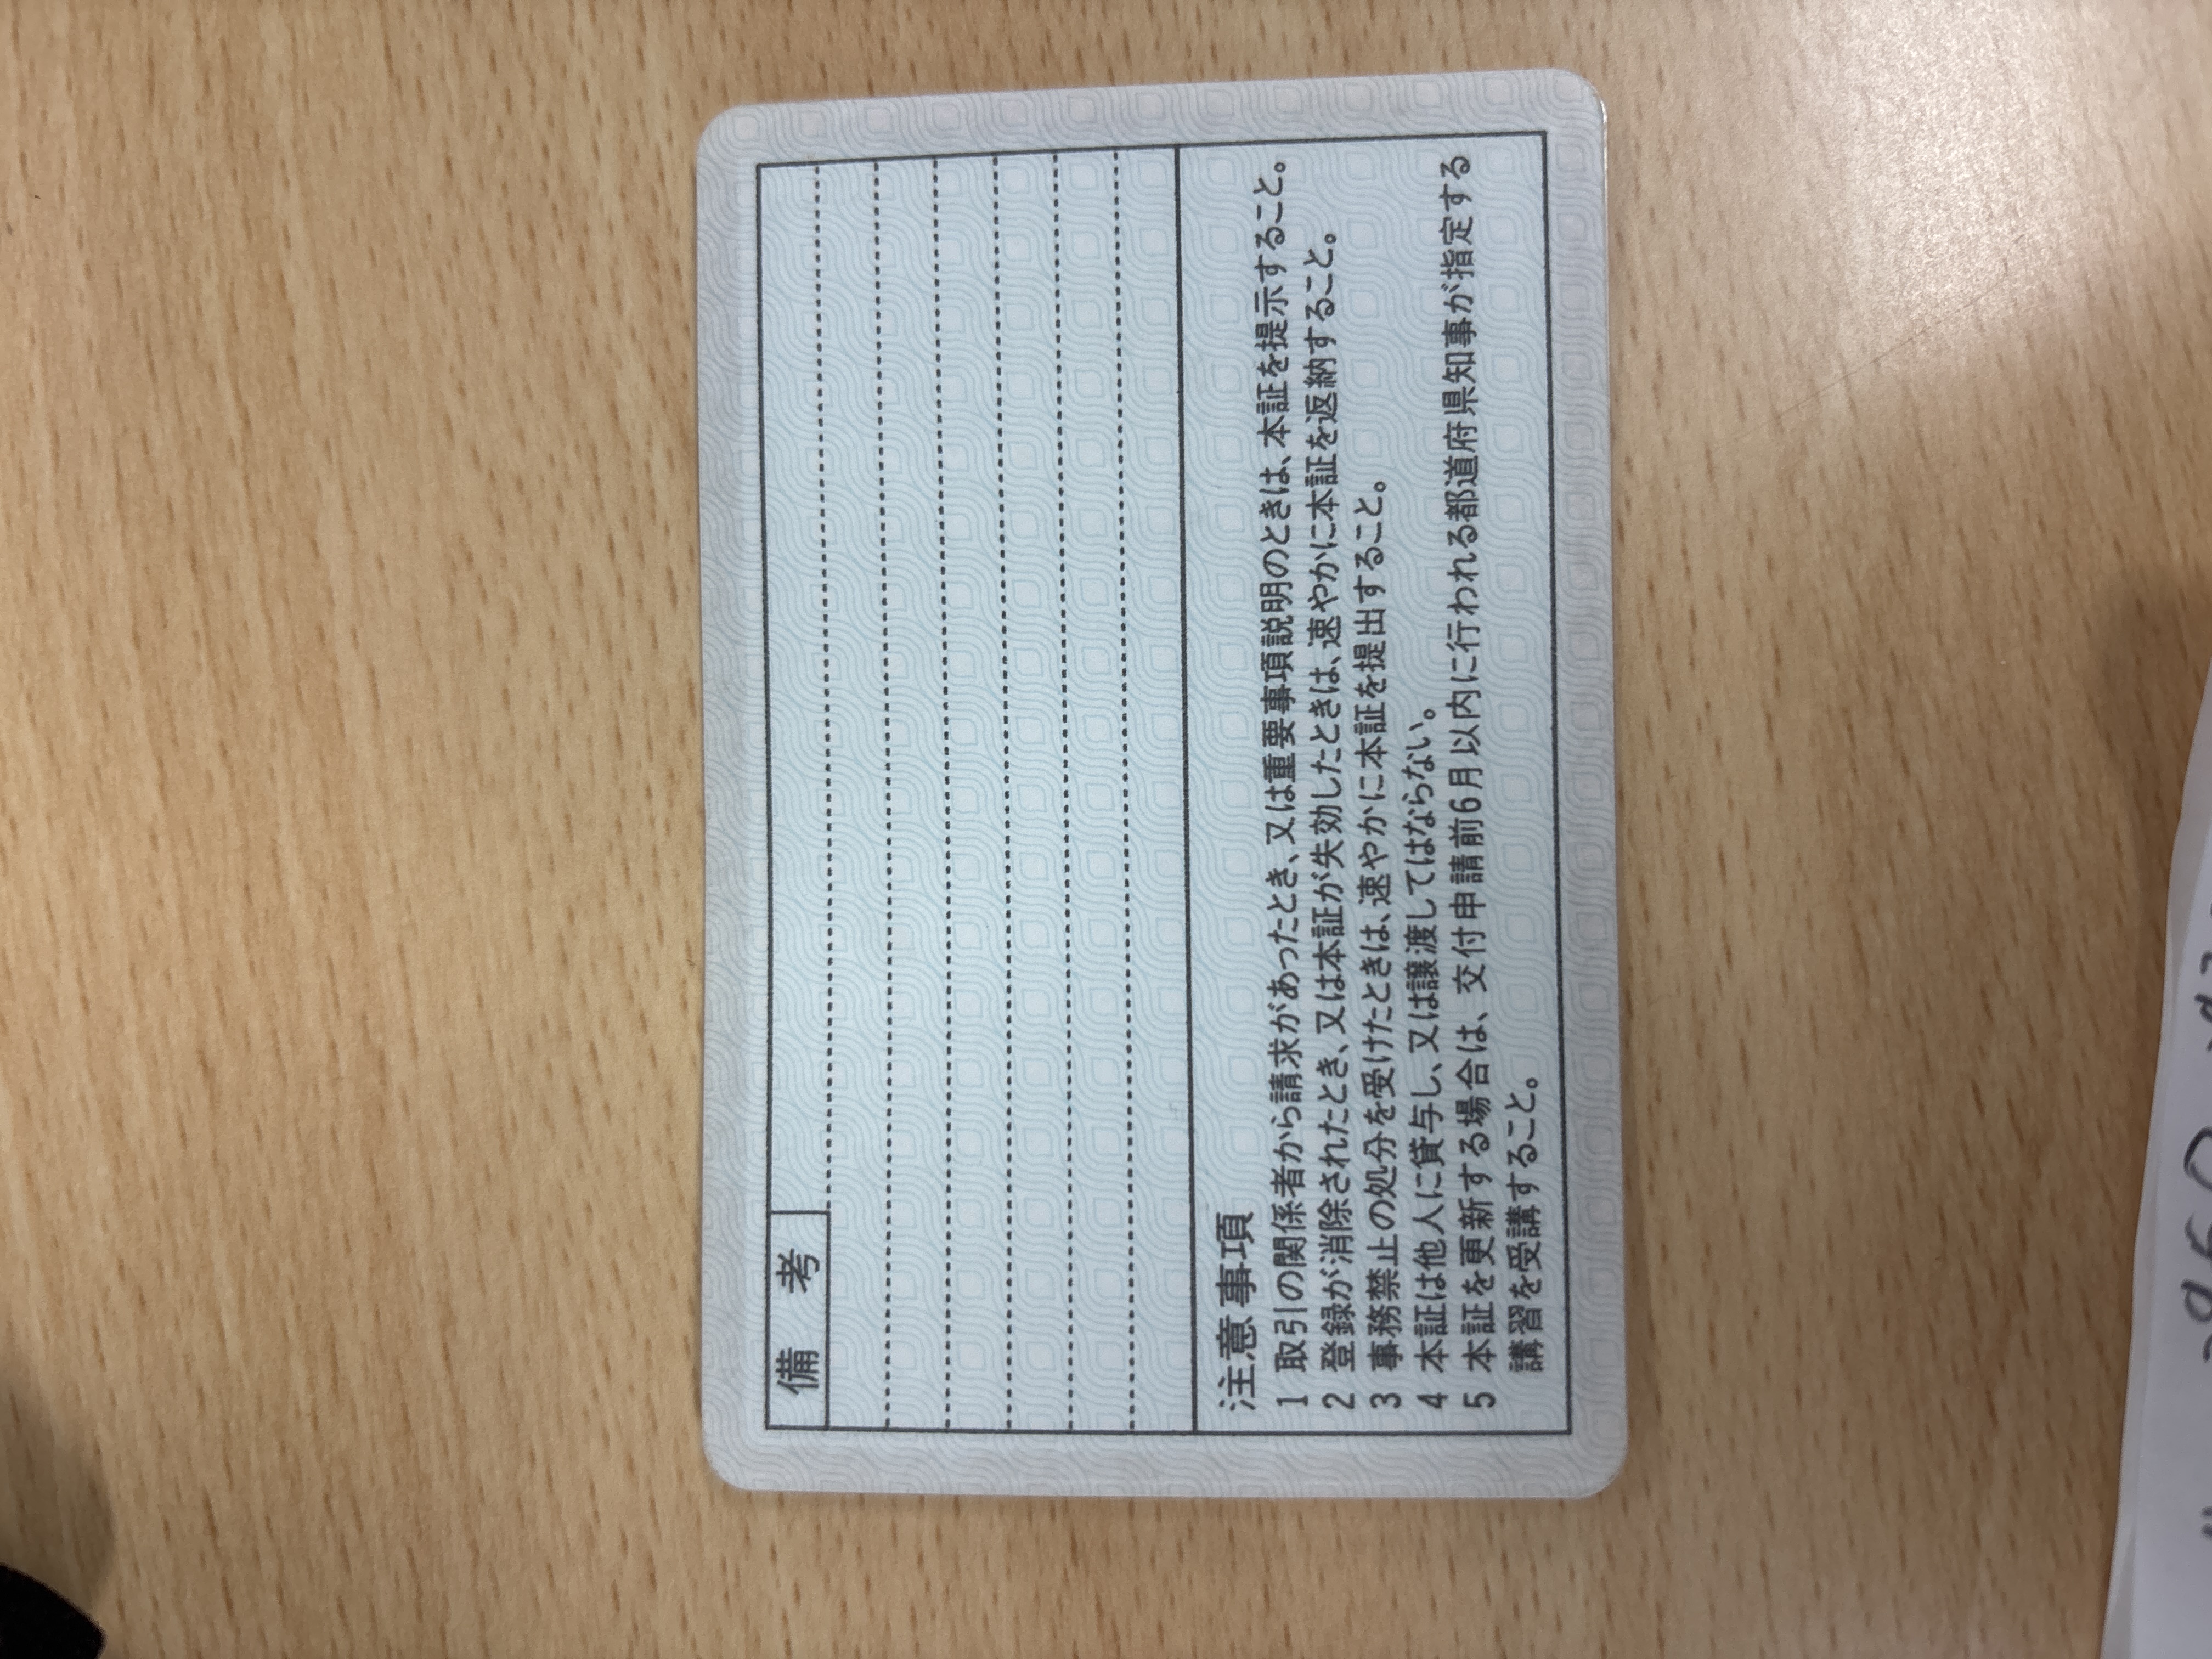 備 考
注意事項
1 取引の関係者から請求があったとき、又は重要事項説明のときは、本証を提示すること。
2 登録が消除されたとき、又は本証が失効したときは、速やかに本証を返納すること。
3 事務禁止の処分を受けたときは、速やかに本証を提出すること。
4 本証は他人に貸与し、又は譲渡してはならない。
5 本証を更新する場合は、交付申請前6月以内に行われる都道府県知事が指定する
講習を受講すること。